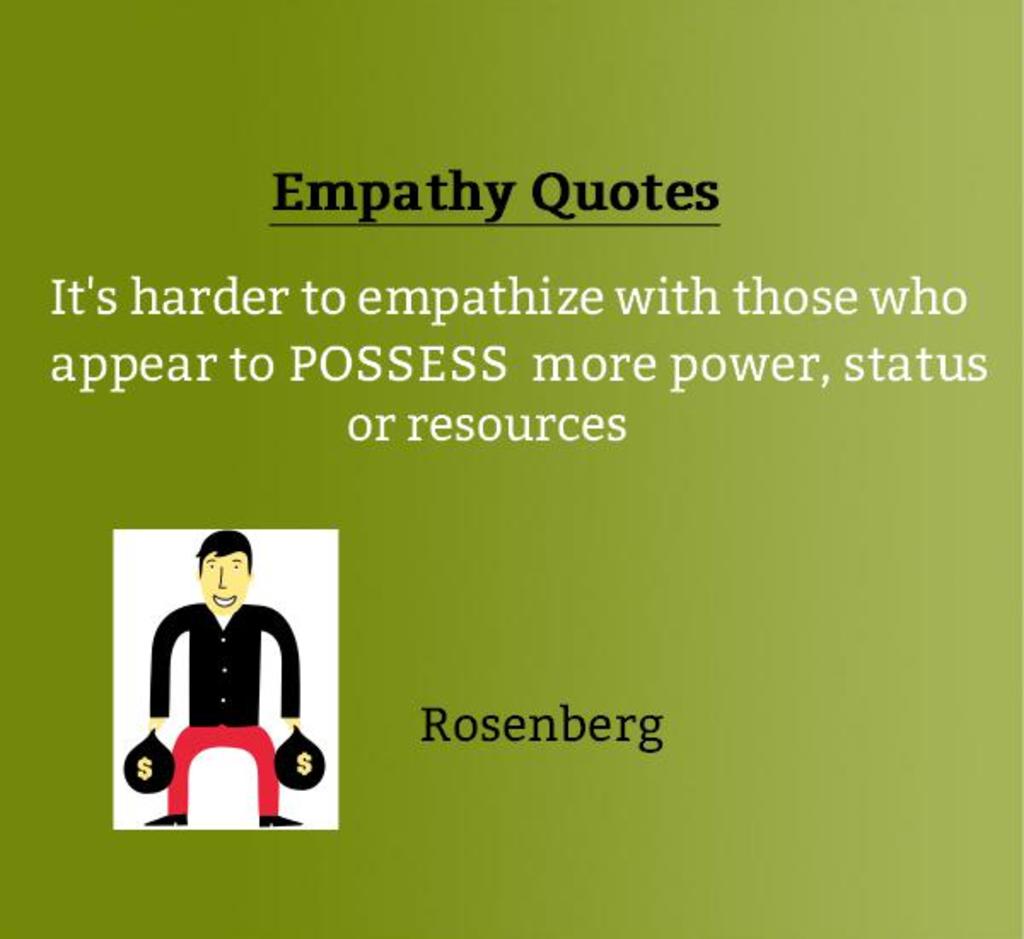 Empathy Quotes
It's harder to empathize with those who
appear to POSSESS more power, status
or resources
$ $
Rosenberg